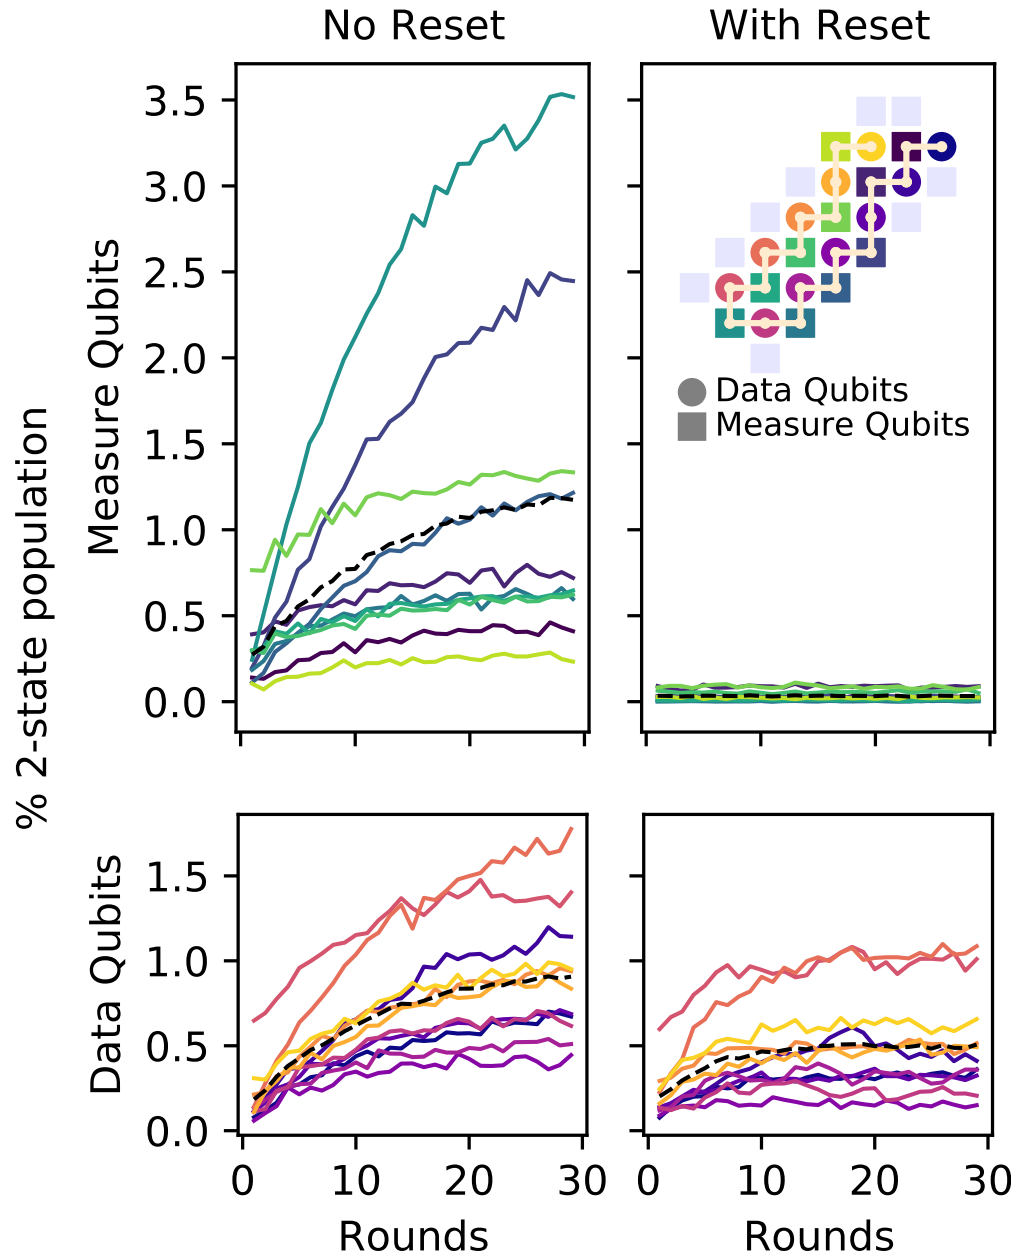 No Reset
With Reset
% 2-state population
Measure Qubits
3.5
3.0
2.5
2.0
1.5
1.0
0.5
0.0
Data Qubits
Measure Qubits
Data Qubits
1.5
1.0
0.5
0.0
0 10 20 30
0 10 20 30
Rounds
Rounds